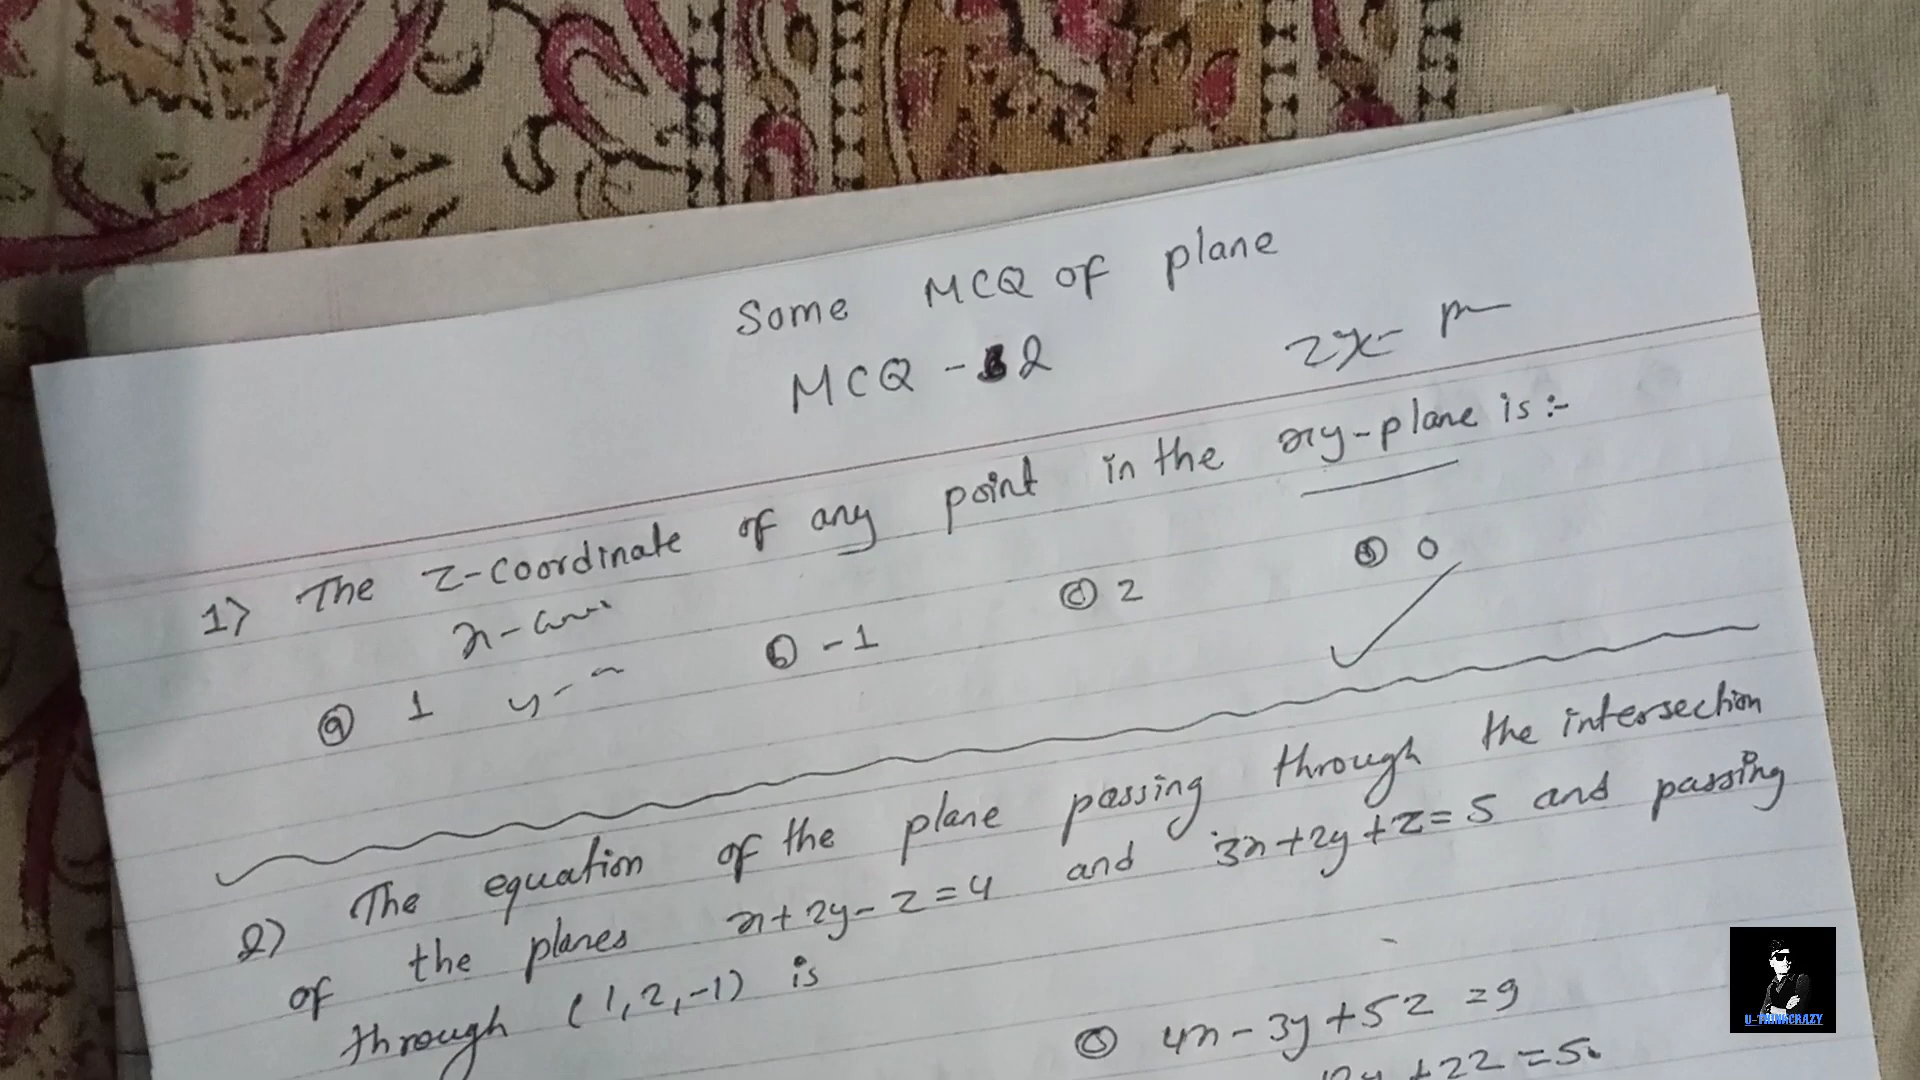 Some MCQ of plane
MCQ - 2
1) The z-coordinate of any point in the xy-plane is :-
x-
y-
ⓐ 1 ⓑ -1 ⓒ 2 ⓓ 0
2) The equation of the plane passing through the intersection
of the planes x+2y-z=4 and 3x+2y+z=5 and passing
through (1,2,-1) is
ⓒ 4x-3y+5z=9
y+2z=5
U-THINKCRAZY